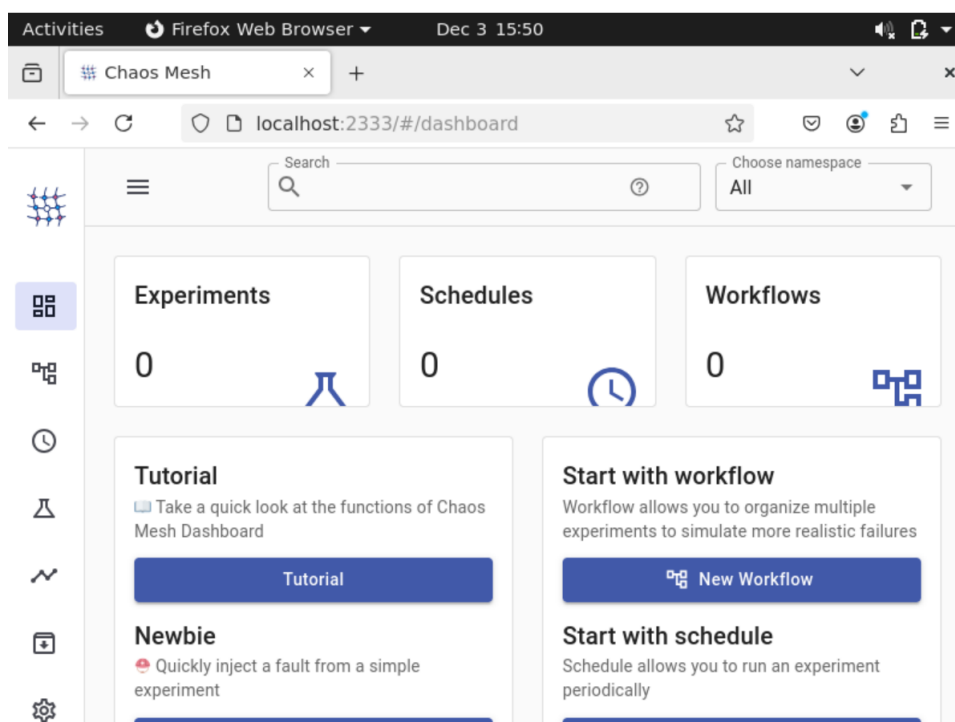 Activities Firefox Web Browser Dec 3 15:50
Chaos Mesh
localhost:2333/#/dashboard
Search
Choose namespace
All
Experiments
0
Schedules
0
Workflows
0
Tutorial
📖 Take a quick look at the functions of Chaos
Mesh Dashboard
Tutorial
Newbie
⛑️ Quickly inject a fault from a simple
experiment
Start with workflow
Workflow allows you to organize multiple
experiments to simulate more realistic failures
New Workflow
Start with schedule
Schedule allows you to run an experiment
periodically